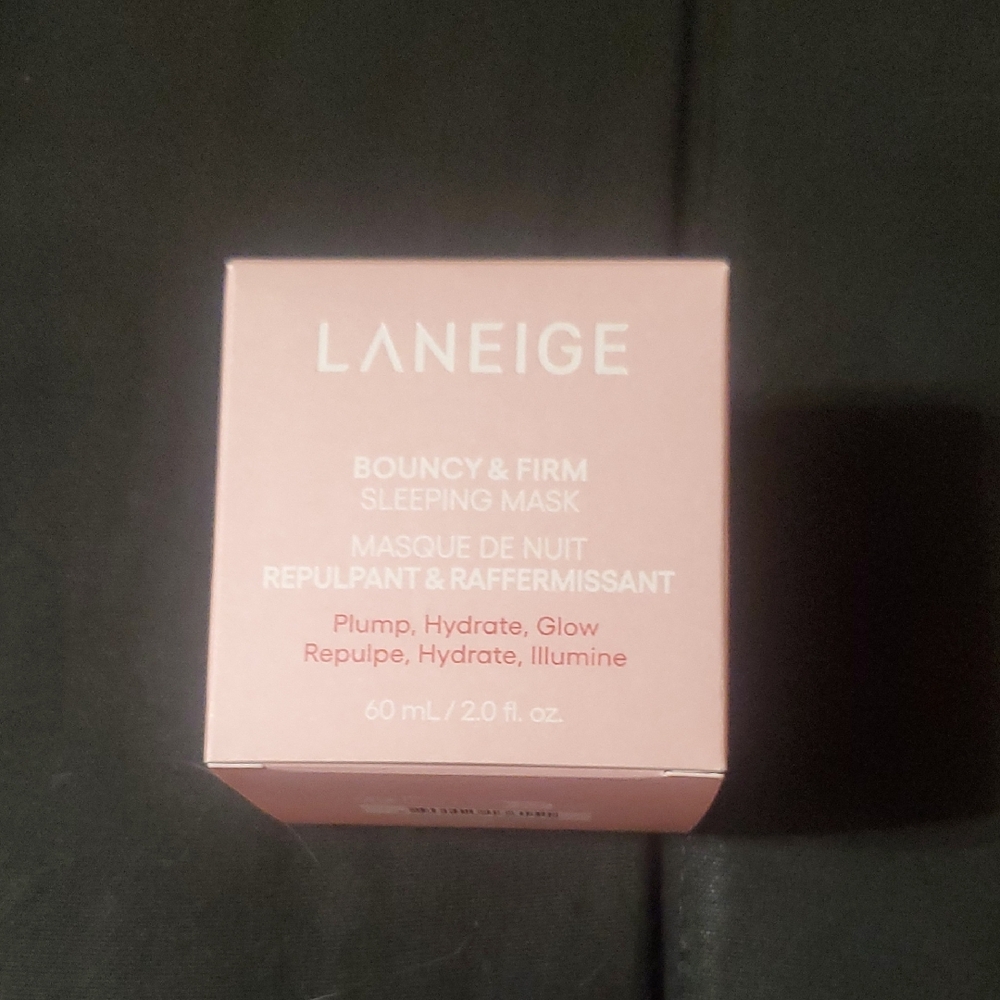 LANEIGE
BOUNCY & FIRM
SLEEPING MASK
MASQUE DE NUIT
REPULPANT & RAFFERMISSANT
Plump, Hydrate, Glow
Repulpe, Hydrate, Illumine
60 mL / 2.0 fl. oz.